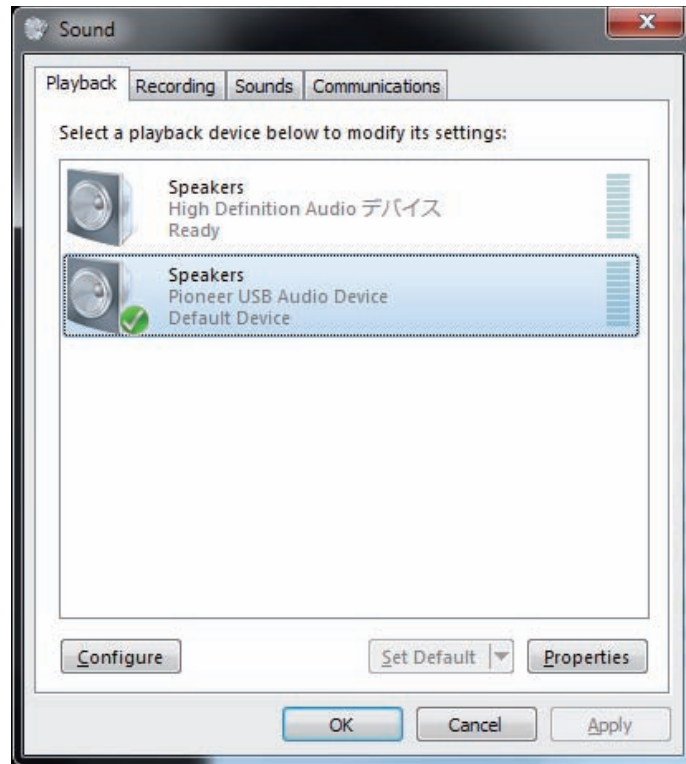 Sound
Playback Recording Sounds Communications
Select a playback device below to modify its settings:
Speakers
High Definition Audio デバイス
Ready
Speakers
Pioneer USB Audio Device
Default Device
Configure Set Default Properties
OK Cancel Apply